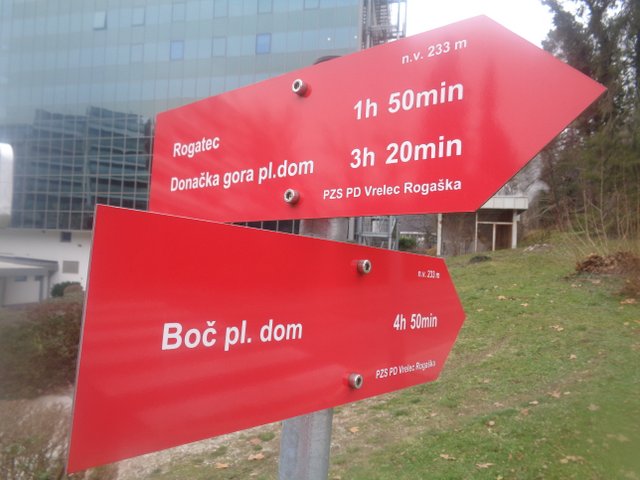 n.v. 233 m
Rogatec 1h 50min
Donačka gora pl.dom 3h 20min
PZS PD Vrelec Rogaška
n.v. 233 m
Boč pl. dom 4h 50min
PZS PD Vrelec Rogaška